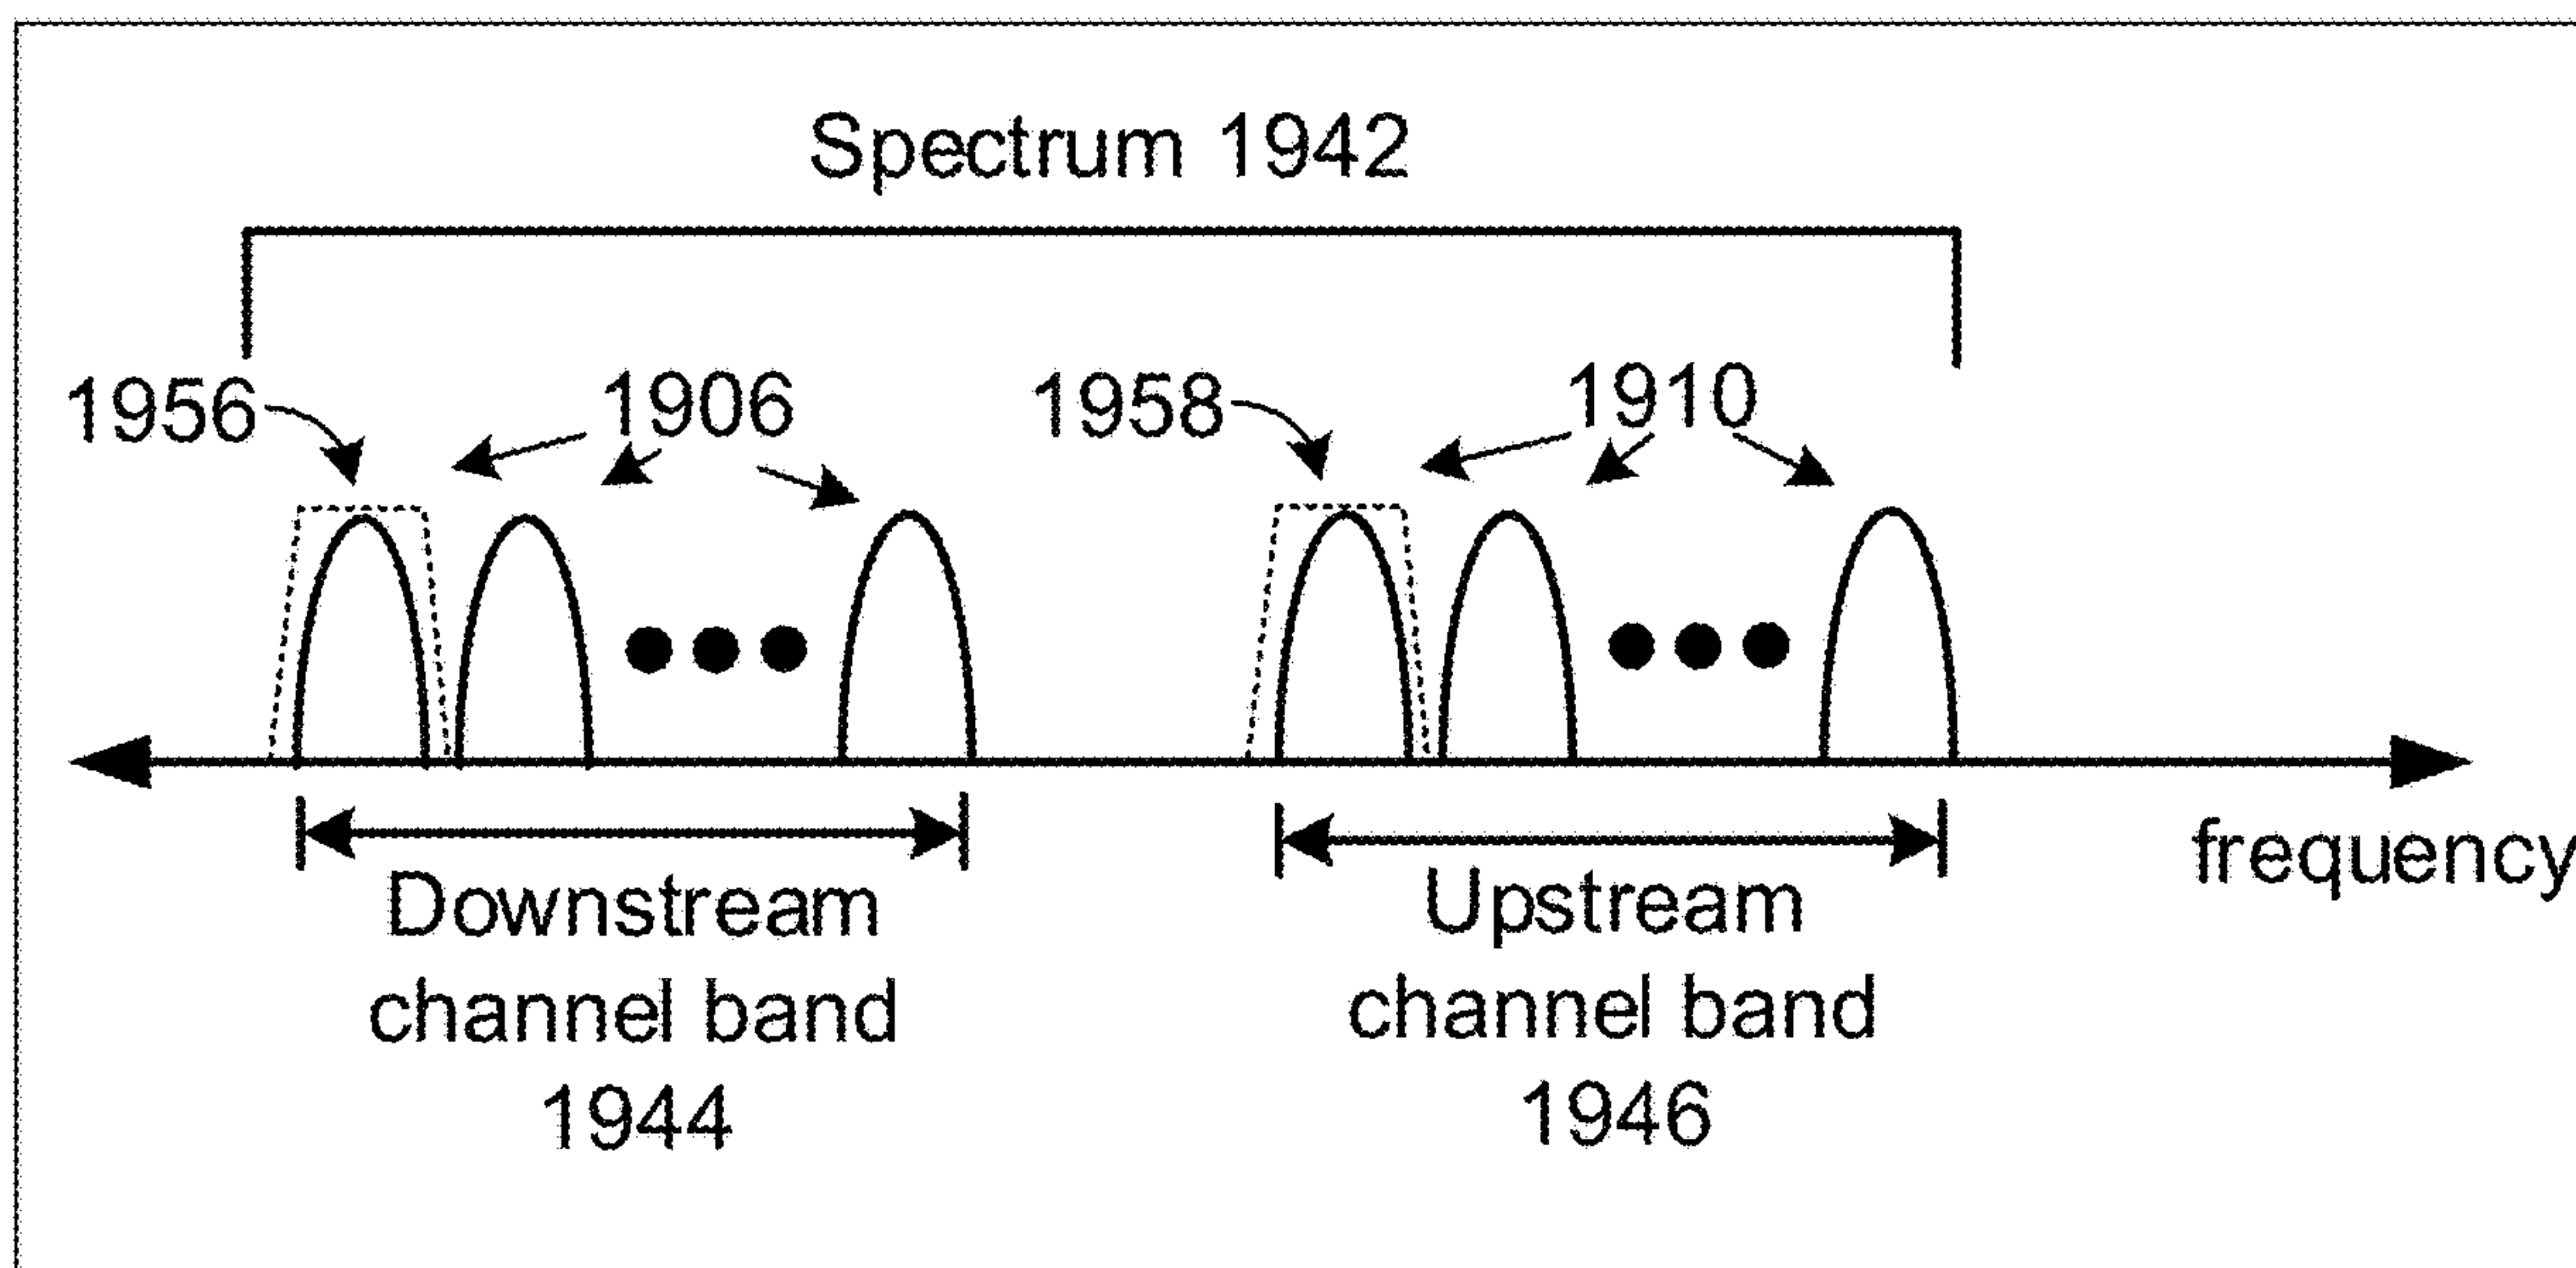 Spectrum 1942
1956
1906
1958
1910
frequency
Downstream
channel band
1944
Upstream
channel band
1946